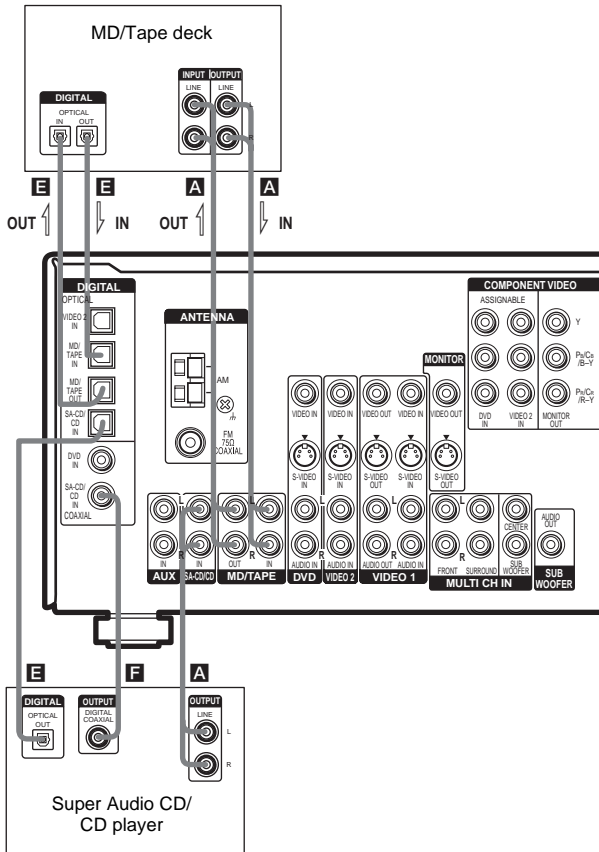 MD/Tape deck
INPUT OUTPUT
LINE LINE
L
R
DIGITAL
OPTICAL
IN OUT
E E A A
OUT IN OUT IN
DIGITAL
OPTICAL
VIDEO 2
IN
MD/
TAPE
IN
MD/
TAPE
OUT
SA-CD/
CD
IN
DVD
IN
SA-CD/
CD
IN
COAXIAL
ANTENNA
AM
FM
75Ω
COAXIAL
COMPONENT VIDEO
ASSIGNABLE
Y
PB/CB
/B–Y
PR/CR
/R–Y
DVD
IN
VIDEO 2
IN
MONITOR
OUT
MONITOR
VIDEO IN VIDEO IN VIDEO OUT VIDEO IN VIDEO OUT
S-VIDEO
IN
S-VIDEO
IN
S-VIDEO
OUT
S-VIDEO
IN
S-VIDEO
OUT
L L L L L
CENTER
AUDIO
OUT
R R R R R
IN IN OUT IN
AUDIO IN AUDIO IN AUDIO OUT AUDIO IN
FRONT SURROUND
SUB
WOOFER
AUX SA-CD/CD MD/TAPE DVD VIDEO 2 VIDEO 1 MULTI CH IN
SUB
WOOFER
E F A
DIGITAL
OPTICAL
OUT
OUTPUT
DIGITAL
COAXIAL
OUTPUT
LINE
L
R
Super Audio CD/
CD player